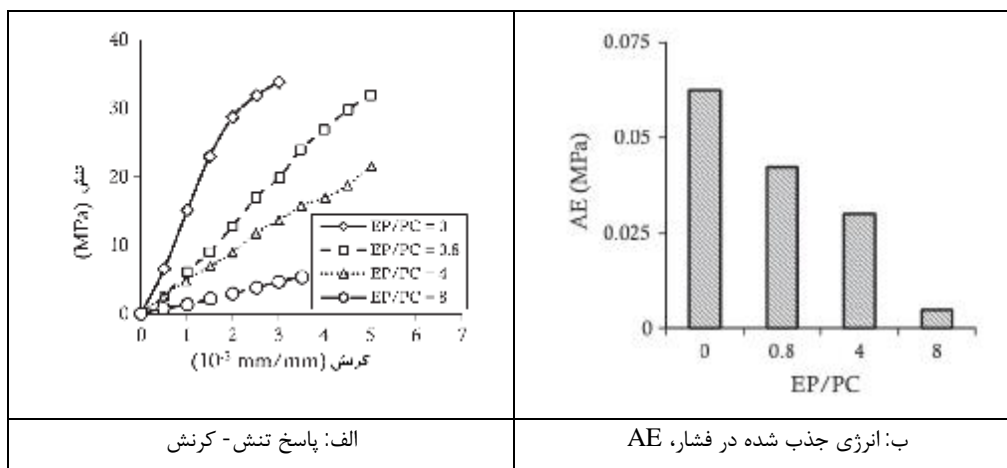 40
30
20
10
0
تنش (MPa)
EP/PC = 0
EP/PC = 0.8
EP/PC = 4
EP/PC = 8
0 1 2 3 4 5 6 7
کرنش (10⁻³ mm/mm)
الف: پاسخ تنش- کرنش
0.075
0.05
0.025
0
AE (MPa)
0 0.8 4 8
EP/PC
ب: انرژی جذب شده در فشار، AE